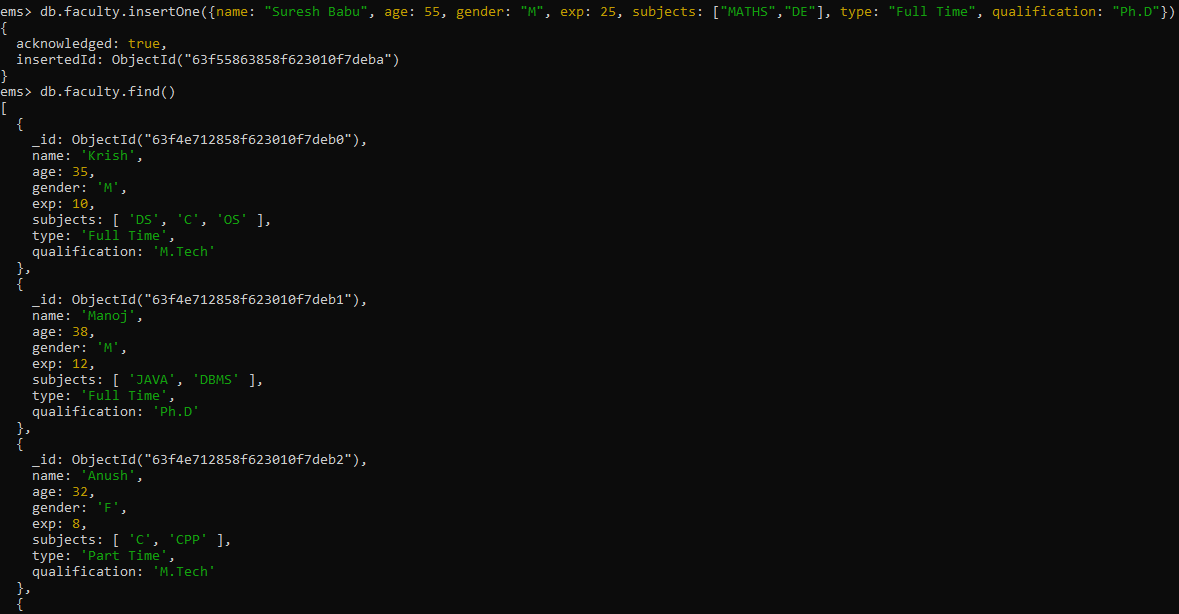 ems> db.faculty.insertOne({name: "Suresh Babu", age: 55, gender: "M", exp: 25, subjects: ["MATHS","DE"], type: "Full Time", qualification: "Ph.D"})
{
  acknowledged: true,
  insertedId: ObjectId("63f55863858f623010f7deba")
}
ems> db.faculty.find()
[
  {
    _id: ObjectId("63f4e712858f623010f7deb0"),
    name: 'Krish',
    age: 35,
    gender: 'M',
    exp: 10,
    subjects: [ 'DS', 'C', 'OS' ],
    type: 'Full Time',
    qualification: 'M.Tech'
  },
  {
    _id: ObjectId("63f4e712858f623010f7deb1"),
    name: 'Manoj',
    age: 38,
    gender: 'M',
    exp: 12,
    subjects: [ 'JAVA', 'DBMS' ],
    type: 'Full Time',
    qualification: 'Ph.D'
  },
  {
    _id: ObjectId("63f4e712858f623010f7deb2"),
    name: 'Anush',
    age: 32,
    gender: 'F',
    exp: 8,
    subjects: [ 'C', 'CPP' ],
    type: 'Part Time',
    qualification: 'M.Tech'
  },
  {